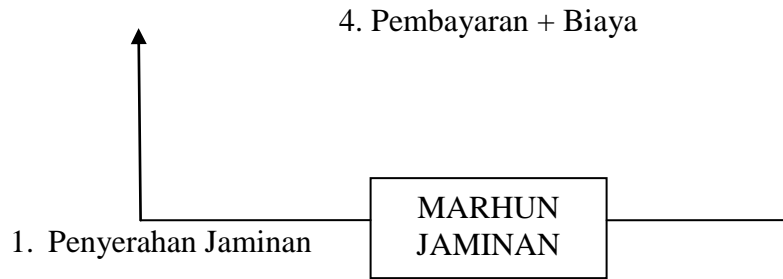 4. Pembayaran + Biaya
MARHUN
JAMINAN
1. Penyerahan Jaminan